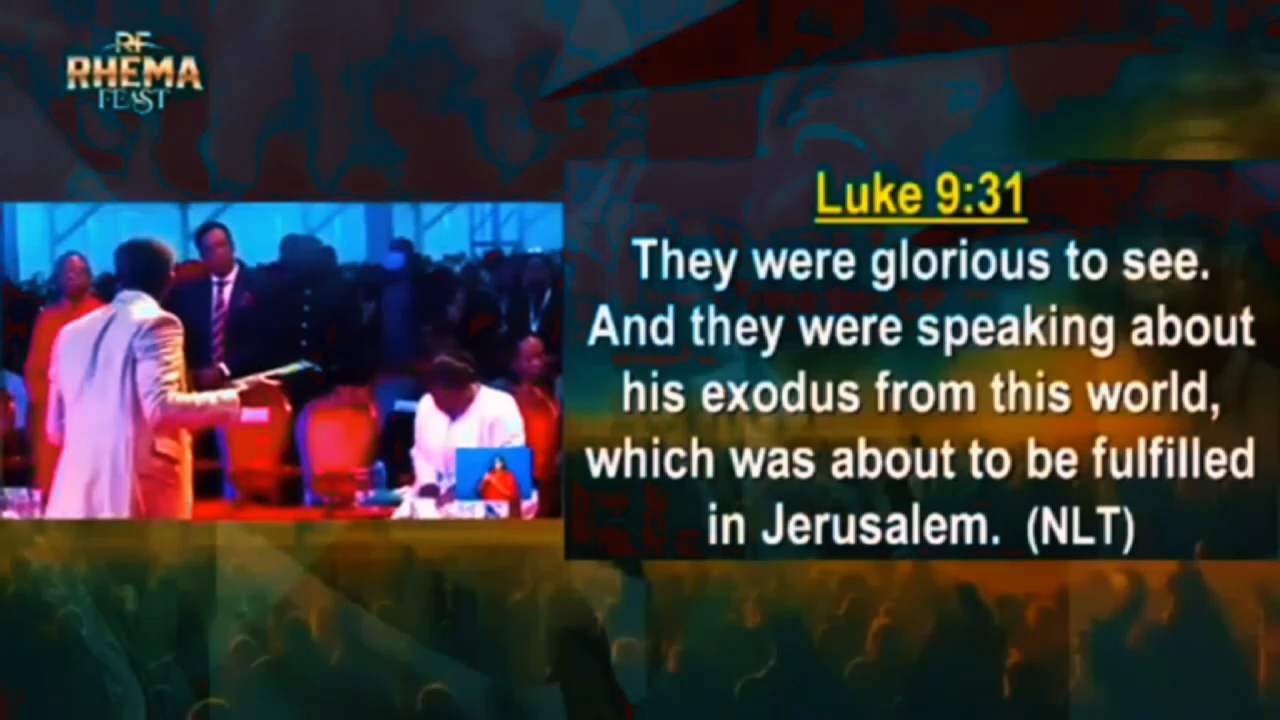 RF
RHEMA
FEAST
Luke 9:31
They were glorious to see.
And they were speaking about
his exodus from this world,
which was about to be fulfilled
in Jerusalem. (NLT)